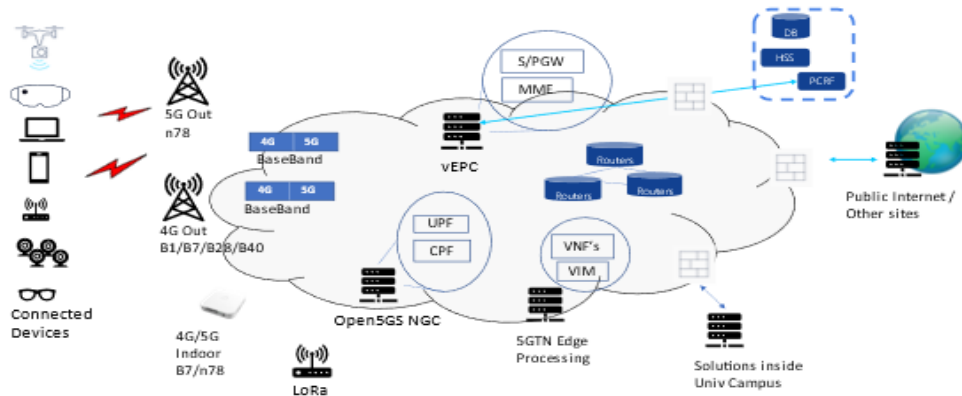 S/PGW
MME
DB
HSS
PCRF
5G Out
n78
4G 5G
BaseBand
vEPC
Routers
Routers
Routers
4G 5G
BaseBand
Public Internet /
Other sites
4G Out
B1/B7/B28/B40
UPF
CPF
VNF's
VIM
Connected
Devices
Open5GS NGC
4G/5G
Indoor
B7/n78
5GTN Edge
Processing
Solutions inside
Univ Campus
LoRa